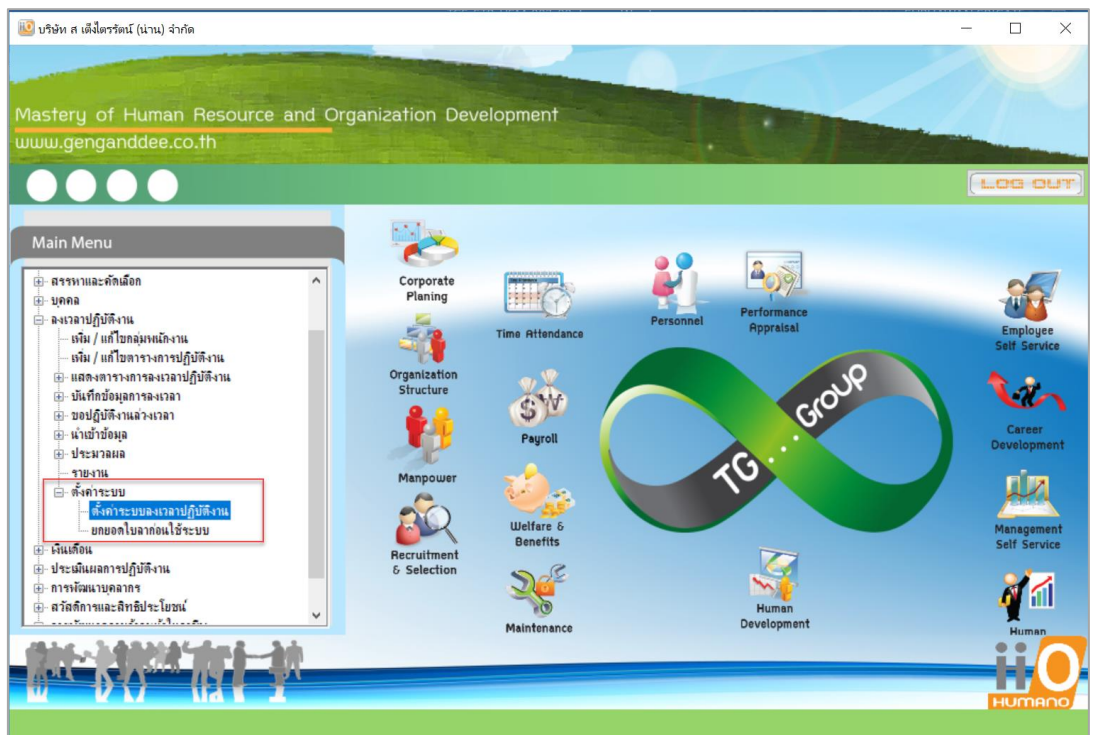 บริษัท ส เต็งไตรรัตน์ (น่าน) จำกัด
Mastery of Human Resource and Organization Development
www.genganddee.co.th
LOG OUT
Main Menu
สรรหาและคัดเลือก
บุคคล
ลงเวลาปฏิบัติงาน
เพิ่ม / แก้ไขกลุ่มพนักงาน
เพิ่ม / แก้ไขตารางการปฏิบัติงาน
แสดงตารางการลงเวลาปฏิบัติงาน
บันทึกข้อมูลการลงเวลา
ขอปฏิบัติงานล่วงเวลา
นำเข้าข้อมูล
ประมวลผล
รายงาน
ตั้งค่าระบบ
ตั้งค่าระบบลงเวลาปฏิบัติงาน
ยกยอดใบลาก่อนใช้ระบบ
เงินเดือน
ประเมินผลการปฏิบัติงาน
การพัฒนาบุคลากร
สวัสดิการและสิทธิประโยชน์
Corporate
Planing
Organization
Structure
Manpower
Recruitment
& Selection
Time Attendance
Payroll
Welfare &
Benefits
Maintenance
Personnel
Performance
Appraisal
TG ... Group
Human
Development
Employee
Self Service
Career
Development
Management
Self Service
Human
iiO
HUMANO